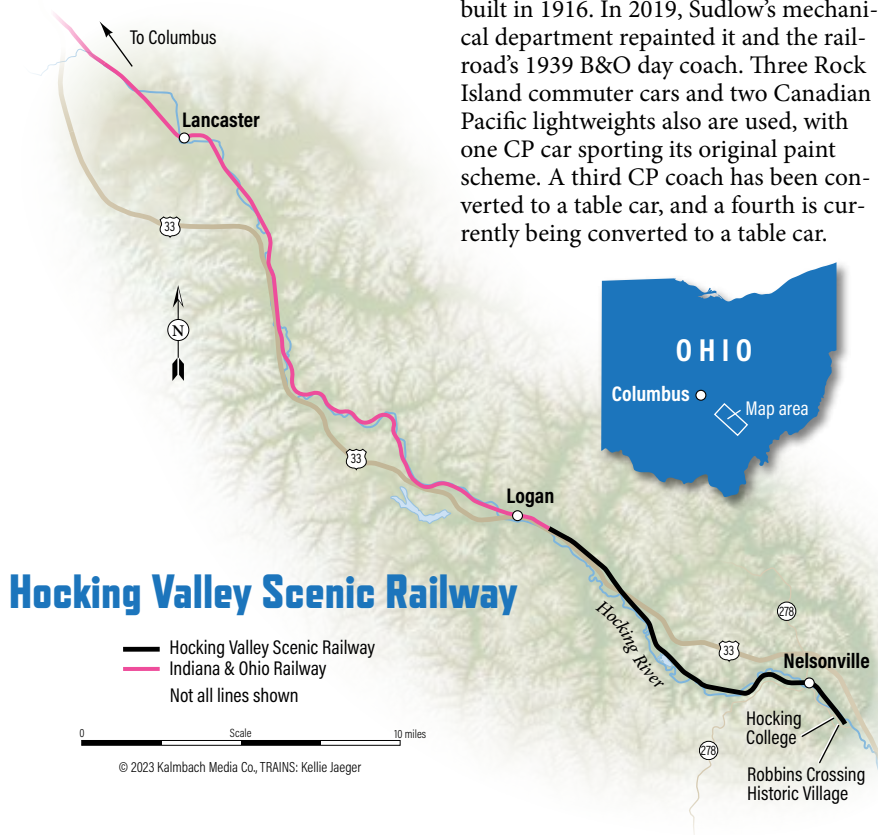 built in 1916. In 2019, Sudlow’s mechani-
cal department repainted it and the rail-
road’s 1939 B&O day coach. Three Rock
Island commuter cars and two Canadian
Pacific lightweights also are used, with
one CP car sporting its original paint
scheme. A third CP coach has been con-
verted to a table car, and a fourth is cur-
rently being converted to a table car.
To Columbus
Lancaster
33
N
OHIO
Columbus
Map area
33
Logan
Hocking Valley Scenic Railway
Hocking River
278
33
Nelsonville
Hocking Valley Scenic Railway
Indiana & Ohio Railway
Not all lines shown
Hocking
College
278
Robbins Crossing
Historic Village
0 Scale 10 miles
© 2023 Kalmbach Media Co., TRAINS: Kellie Jaeger